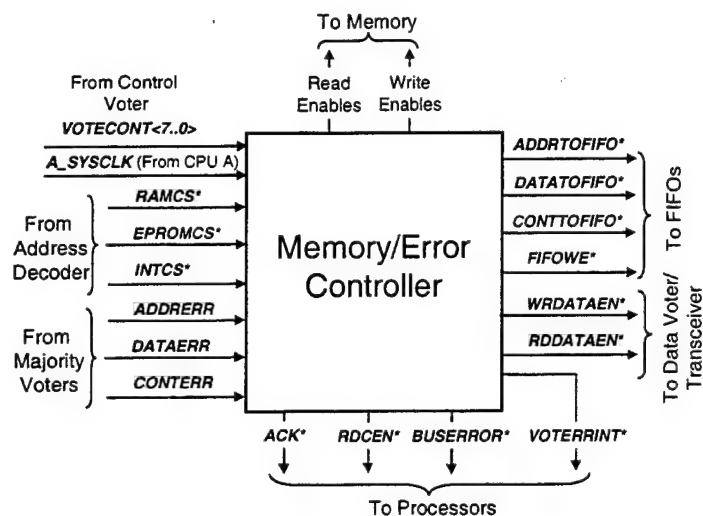 To Memory
Read
Enables
Write
Enables
From Control
Voter
VOTECONT<7..0>
A_SYSCLK (From CPU A)
From
Address
Decoder
RAMCS*
EPROMCS*
INTCS*
From
Majority
Voters
ADDRERR
DATAERR
CONTERR
Memory/Error
Controller
ADDRTOFIFO*
DATATOFIFO*
CONTTOFIFO*
FIFOWE*
To FIFOs
WRDATAEN*
RDDATAEN*
To Data Voter/
Transceiver
ACK*
RDCEN*
BUSERROR*
VOTERRINT*
To Processors